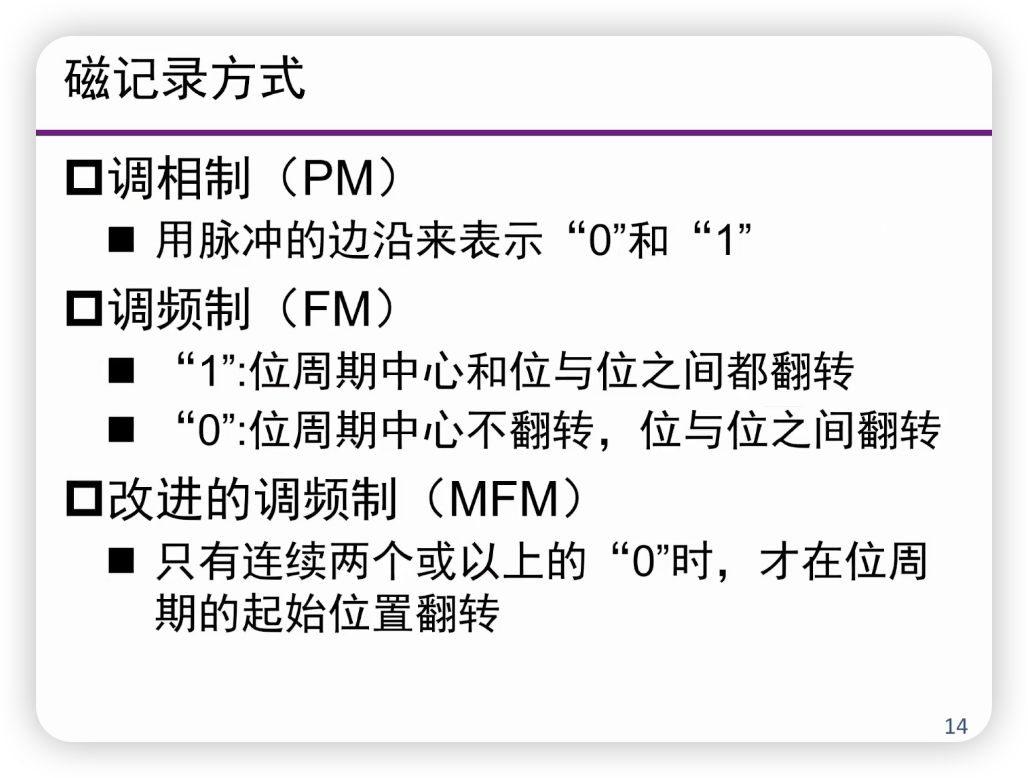 磁记录方式
调相制（PM）
用脉冲的边沿来表示“0”和“1”
调频制（FM）
“1”:位周期中心和位与位之间都翻转
“0”:位周期中心不翻转，位与位之间翻转
改进的调频制（MFM）
只有连续两个或以上的“0”时，才在位周
期的起始位置翻转
14